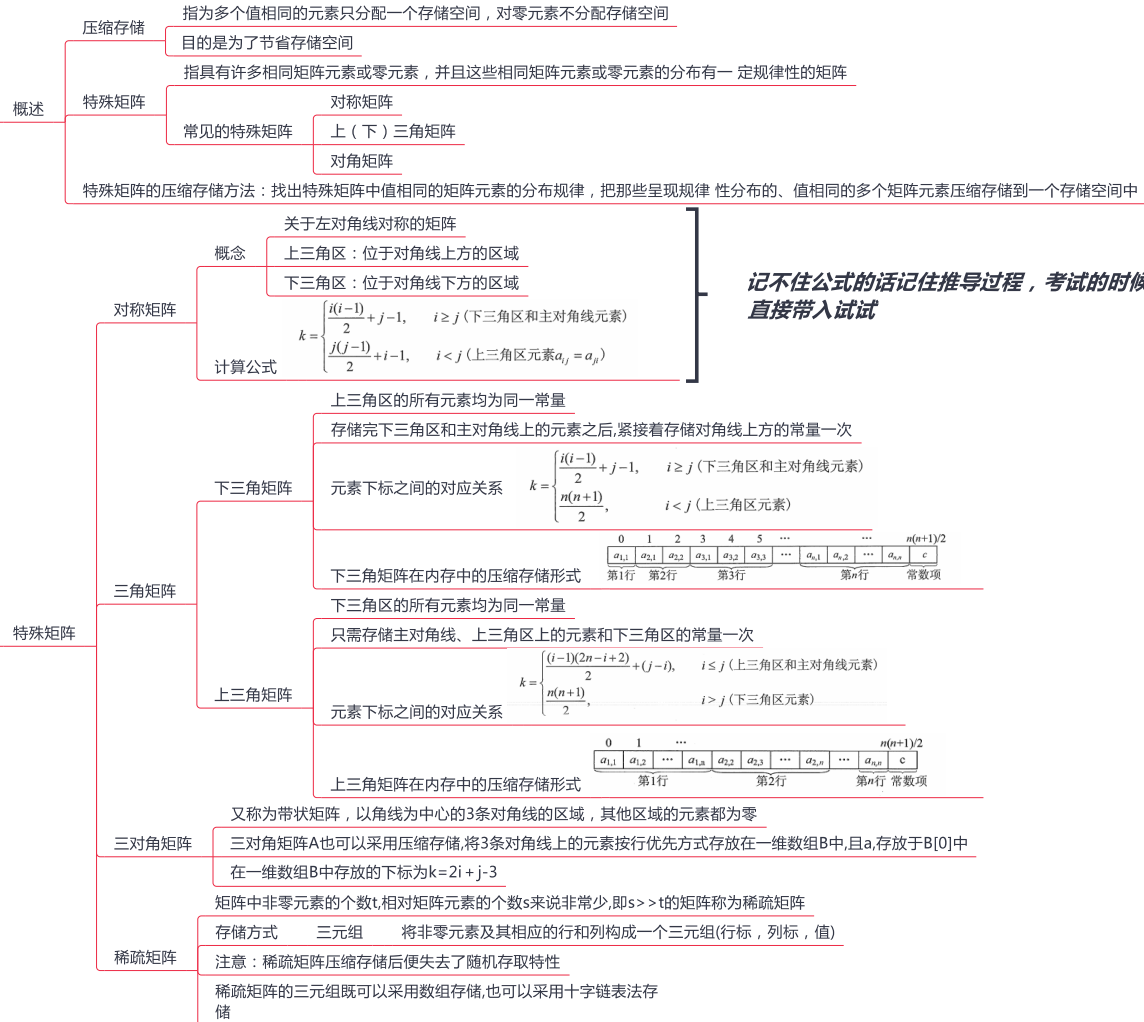 概述
压缩存储
指为多个值相同的元素只分配一个存储空间，对零元素不分配存储空间
目的是为了节省存储空间
特殊矩阵
指具有许多相同矩阵元素或零元素，并且这些相同矩阵元素或零元素的分布有一 定规律性的矩阵
常见的特殊矩阵
对称矩阵
上（下）三角矩阵
对角矩阵
特殊矩阵的压缩存储方法：找出特殊矩阵中值相同的矩阵元素的分布规律，把那些呈现规律 性分布的、值相同的多个矩阵元素压缩存储到一个存储空间中
特殊矩阵
对称矩阵
概念
关于左对角线对称的矩阵
上三角区：位于对角线上方的区域
下三角区：位于对角线下方的区域
计算公式
k = { i(i−1)/2 + j−1, i ≥ j (下三角区和主对角线元素)
j(j−1)/2 + i−1, i < j (上三角区元素aij = aji)
记不住公式的话记住推导过程，考试的时候
直接带入试试
三角矩阵
下三角矩阵
上三角区的所有元素均为同一常量
存储完下三角区和主对角线上的元素之后,紧接着存储对角线上方的常量一次
元素下标之间的对应关系
k = { i(i−1)/2 + j−1, i ≥ j (下三角区和主对角线元素)
n(n+1)/2, i < j (上三角区元素)
下三角矩阵在内存中的压缩存储形式
0 1 2 3 4 5 … … n(n+1)/2
a1,1 a2,1 a2,2 a3,1 a3,2 a3,3 … an,1 an,2 … an,n c
第1行 第2行 第3行 第n行 常数项
上三角矩阵
下三角区的所有元素均为同一常量
只需存储主对角线、上三角区上的元素和下三角区的常量一次
元素下标之间的对应关系
k = { (i−1)(2n−i+2)/2 + (j−i), i ≤ j (上三角区和主对角线元素)
n(n+1)/2, i > j (下三角区元素)
上三角矩阵在内存中的压缩存储形式
0 1 … n(n+1)/2
a1,1 a1,2 … a1,n a2,2 a2,3 … a2,n … an,n c
第1行 第2行 第n行 常数项
三对角矩阵
又称为带状矩阵，以角线为中心的3条对角线的区域，其他区域的元素都为零
三对角矩阵A也可以采用压缩存储,将3条对角线上的元素按行优先方式存放在一维数组B中,且a,存放于B[0]中
在一维数组B中存放的下标为k=2i＋j-3
稀疏矩阵
矩阵中非零元素的个数t,相对矩阵元素的个数s来说非常少,即s>>t的矩阵称为稀疏矩阵
存储方式 三元组 将非零元素及其相应的行和列构成一个三元组(行标，列标，值)
注意：稀疏矩阵压缩存储后便失去了随机存取特性
稀疏矩阵的三元组既可以采用数组存储,也可以采用十字链表法存
储